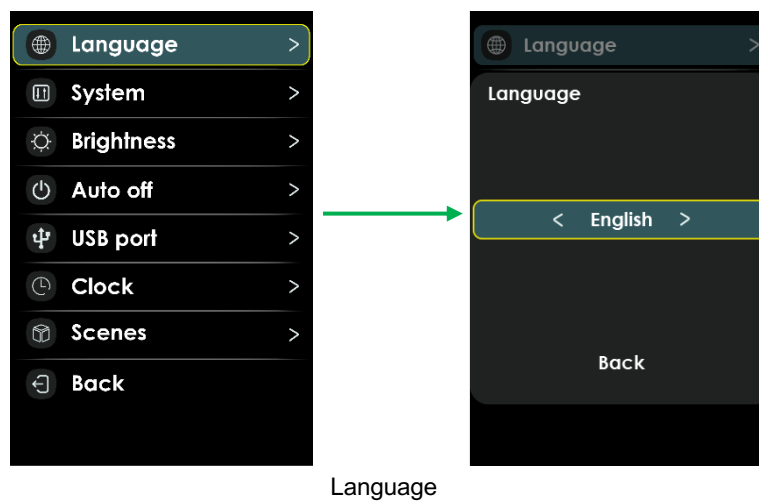 Language >
System >
Brightness >
Auto off >
USB port >
Clock >
Scenes >
Back
Language >
Language
< English >
Back
Language